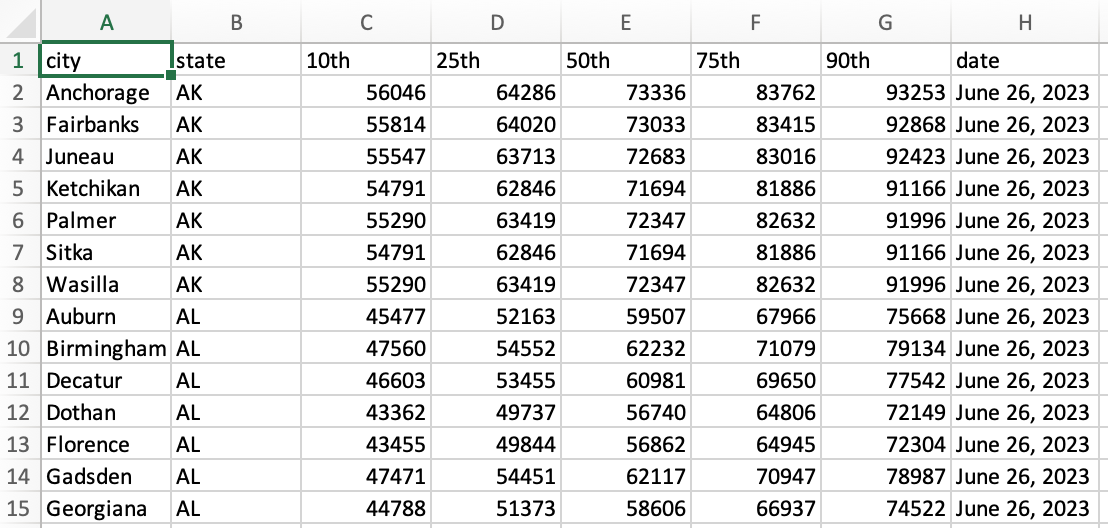 A B C D E F G H
1 city state 10th 25th 50th 75th 90th date
2 Anchorage AK 56046 64286 73336 83762 93253 June 26, 2023
3 Fairbanks AK 55814 64020 73033 83415 92868 June 26, 2023
4 Juneau AK 55547 63713 72683 83016 92423 June 26, 2023
5 Ketchikan AK 54791 62846 71694 81886 91166 June 26, 2023
6 Palmer AK 55290 63419 72347 82632 91996 June 26, 2023
7 Sitka AK 54791 62846 71694 81886 91166 June 26, 2023
8 Wasilla AK 55290 63419 72347 82632 91996 June 26, 2023
9 Auburn AL 45477 52163 59507 67966 75668 June 26, 2023
10 Birmingham AL 47560 54552 62232 71079 79134 June 26, 2023
11 Decatur AL 46603 53455 60981 69650 77542 June 26, 2023
12 Dothan AL 43362 49737 56740 64806 72149 June 26, 2023
13 Florence AL 43455 49844 56862 64945 72304 June 26, 2023
14 Gadsden AL 47471 54451 62117 70947 78987 June 26, 2023
15 Georgiana AL 44788 51373 58606 66937 74522 June 26, 2023